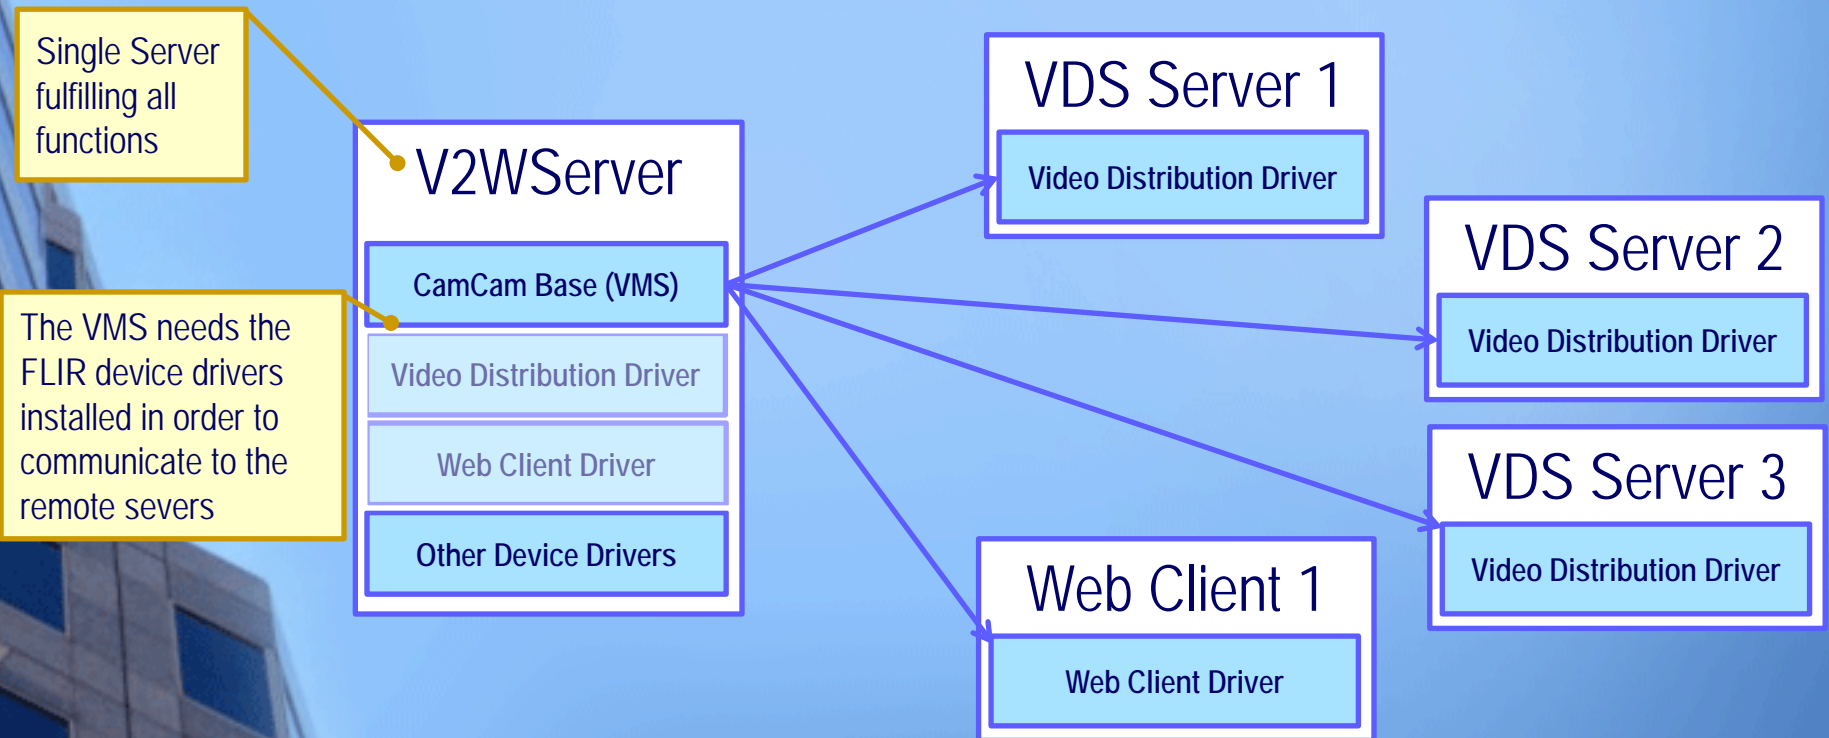 Single Server
fulfilling all
functions
V2WServer
CamCam Base (VMS)
Video Distribution Driver
Web Client Driver
Other Device Drivers
The VMS needs the
FLIR device drivers
installed in order to
communicate to the
remote severs
VDS Server 1
Video Distribution Driver
VDS Server 2
Video Distribution Driver
VDS Server 3
Video Distribution Driver
Web Client 1
Web Client Driver